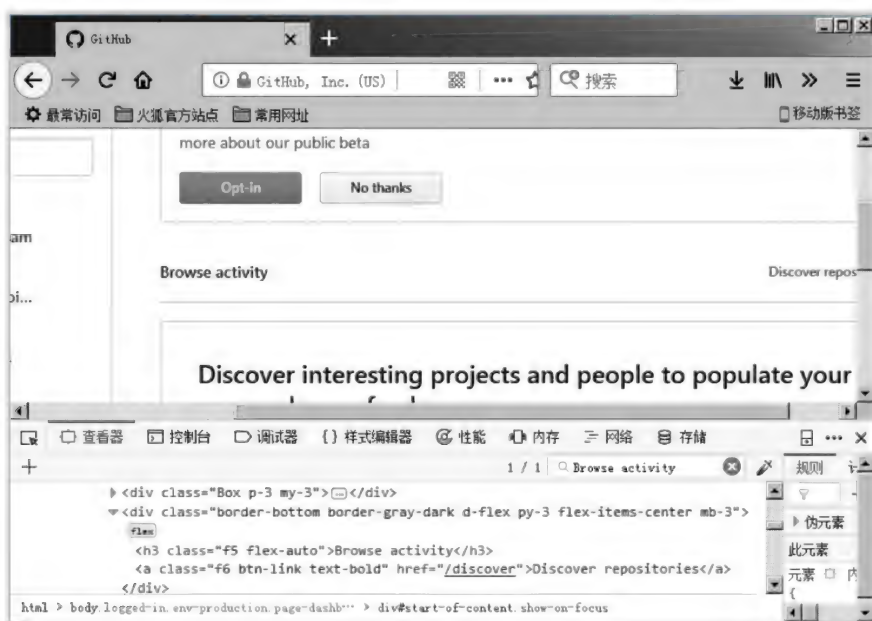 GitHub
GitHub, Inc. (US)
搜索
最常访问 火狐官方站点 常用网址 移动版书签
more about our public beta
Opt-in No thanks
am
Browse activity Discover repos
oi...
Discover interesting projects and people to populate your
查看器 控制台 调试器 {} 样式编辑器 性能 内存 网络 存储
1 / 1 Browse activity 规则
<div class="Box p-3 my-3"></div>
<div class="border-bottom border-gray-dark d-flex py-3 flex-items-center mb-3">
flex
伪元素
<h3 class="f5 flex-auto">Browse activity</h3>
此元素
<a class="f6 btn-link text-bold" href="/discover">Discover repositories</a>
元素 内
</div>
{
html > body.logged-in.env-production.page-dashb… > div#start-of-content.show-on-focus